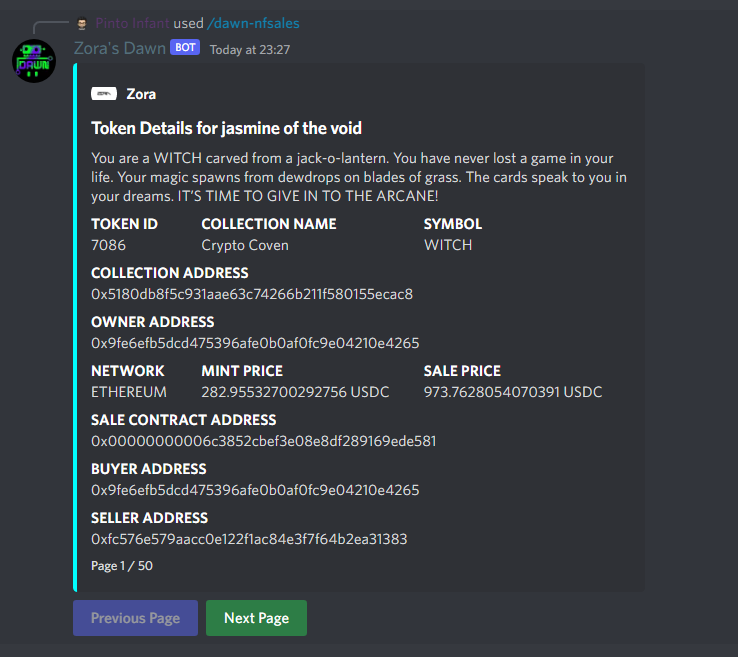 Pinto Infant used /dawn-nfsales
Zora's Dawn BOT Today at 23:27
DAWN
Zora
Token Details for jasmine of the void
You are a WITCH carved from a jack-o-lantern. You have never lost a game in your
life. Your magic spawns from dewdrops on blades of grass. The cards speak to you in
your dreams. IT’S TIME TO GIVE IN TO THE ARCANE!
TOKEN ID COLLECTION NAME SYMBOL
7086 Crypto Coven WITCH
COLLECTION ADDRESS
0x5180db8f5c931aae63c74266b211f580155ecac8
OWNER ADDRESS
0x9fe6efb5dcd475396afe0b0af0fc9e04210e4265
NETWORK MINT PRICE SALE PRICE
ETHEREUM 282.95532700292756 USDC 973.7628054070391 USDC
SALE CONTRACT ADDRESS
0x00000000006c3852cbef3e08e8df289169ede581
BUYER ADDRESS
0x9fe6efb5dcd475396afe0b0af0fc9e04210e4265
SELLER ADDRESS
0xfc576e579aacc0e122f1ac84e3f7f64b2ea31383
Page 1 / 50
Previous Page Next Page